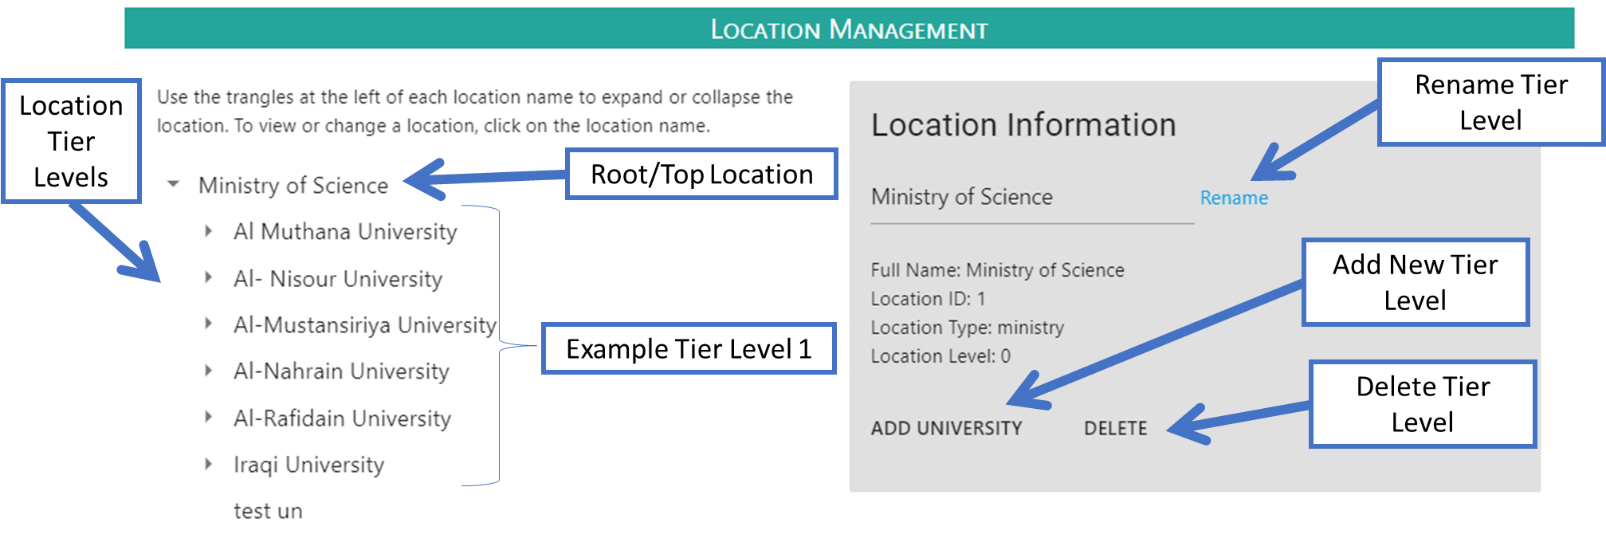 LOCATION MANAGEMENT
Location
Tier
Levels
Use the trangles at the left of each location name to expand or collapse the
location. To view or change a location, click on the location name.
Ministry of Science
Root/Top Location
Al Muthana University
Al- Nisour University
Al-Mustansiriya University
Al-Nahrain University
Al-Rafidain University
Iraqi University
test un
Example Tier Level 1
Location Information
Rename Tier
Level
Ministry of Science
Rename
Full Name: Ministry of Science
Location ID: 1
Location Type: ministry
Location Level: 0
Add New Tier
Level
ADD UNIVERSITY
DELETE
Delete Tier
Level